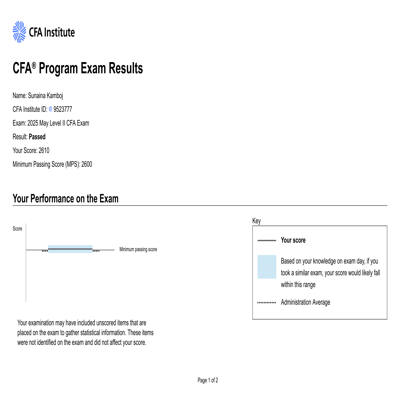 CFA Institute
CFA® Program Exam Results
Name: Sunaina Kamboj
CFA Institute ID: 9523777
Exam: 2025 May Level II CFA Exam
Result: Passed
Your Score: 2610
Minimum Passing Score (MPS): 2600
Your Performance on the Exam
Score
Minimum passing score
Key
Your score
Based on your knowledge on exam day, if you
took a similar exam, your score would likely fall
within this range
Administration Average
Your examination may have included unscored items that are
placed on the exam to gather statistical information. These items
were not identified on the exam and did not affect your score.
Page 1 of 2